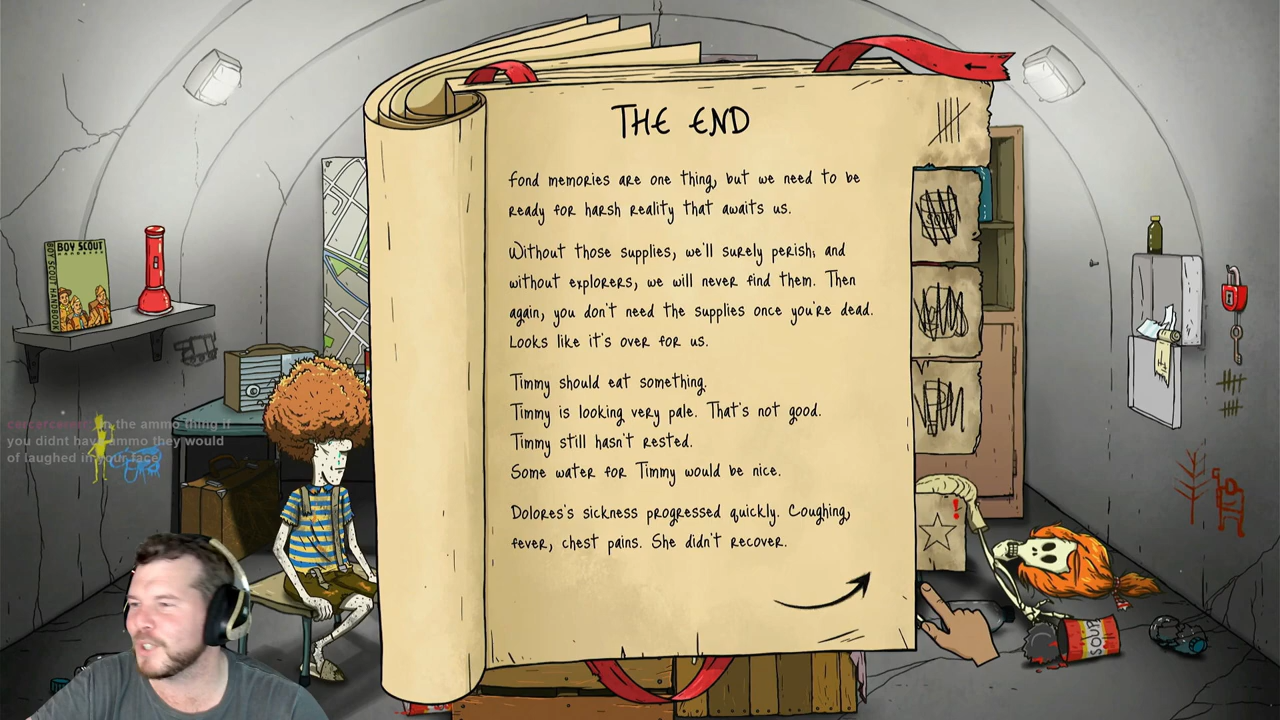 THE END
Fond memories are one thing, but we need to be
ready for harsh reality that awaits us.
Without those supplies, we'll surely perish; and
without explorers, we will never find them. Then
again, you don't need the supplies once you're dead.
Looks like it's over for us.
Timmy should eat something.
Timmy is looking very pale. That's not good.
Timmy still hasn't rested.
Some water for Timmy would be nice.
Dolores's sickness progressed quickly. Coughing,
fever, chest pains. She didn't recover.
BOY SCOUT
HANDBOOK
BOY SCOUT HANDBOOK
in the ammo thing if
you didnt have ammo they would
of laughed in your face
SOUP